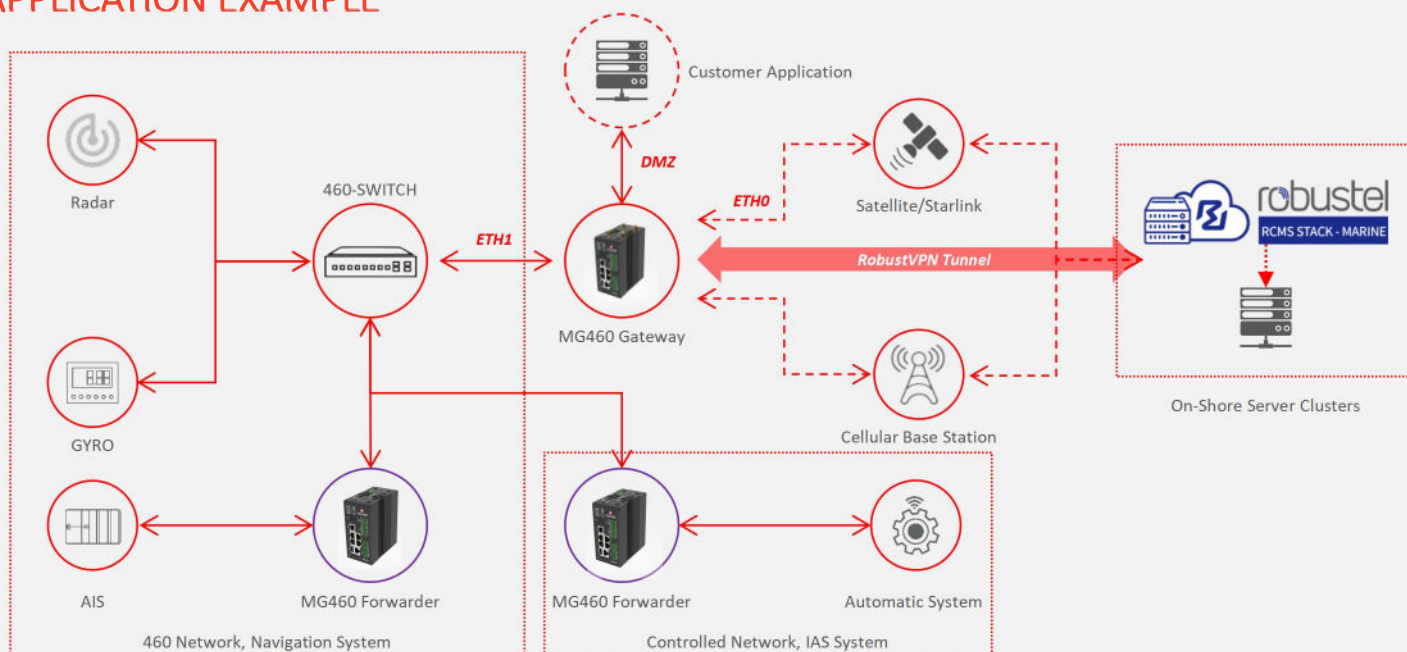 APPLICATION EXAMPLE
Customer Application
Radar
460-SWITCH
DMZ
ETH0
Satellite/Starlink
robustel
RCMS STACK - MARINE
ETH1
RobustVPN Tunnel
MG460 Gateway
On-Shore Server Clusters
GYRO
Cellular Base Station
AIS
MG460 Forwarder
MG460 Forwarder
Automatic System
460 Network, Navigation System
Controlled Network, IAS System